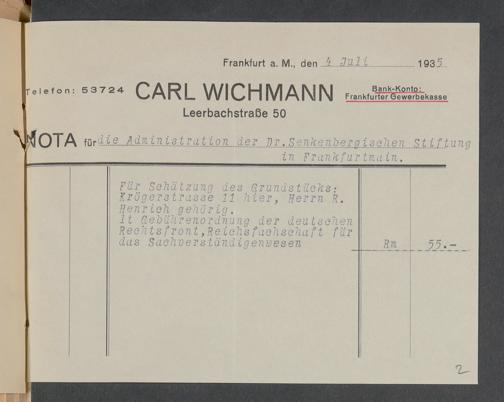 Frankfurt a. M., den 4 Juli 1935
Telefon: 53724 CARL WICHMANN Bank-Konto:
Frankfurter Gewerbekasse
Leerbachstraße 50
NOTA für die Administration der Dr.Senkenbergischen Stiftung
in Frankfurtmain.
Für Schätzung des Grundstücks:
Krögerstrasse 11 hier, Herrn R.
Henrich gehörig.
lt Gebührenordnung der deutschen
Rechtsfront,Reichsfachschaft für
das Sachverständigenwesen Rm 55.-
2